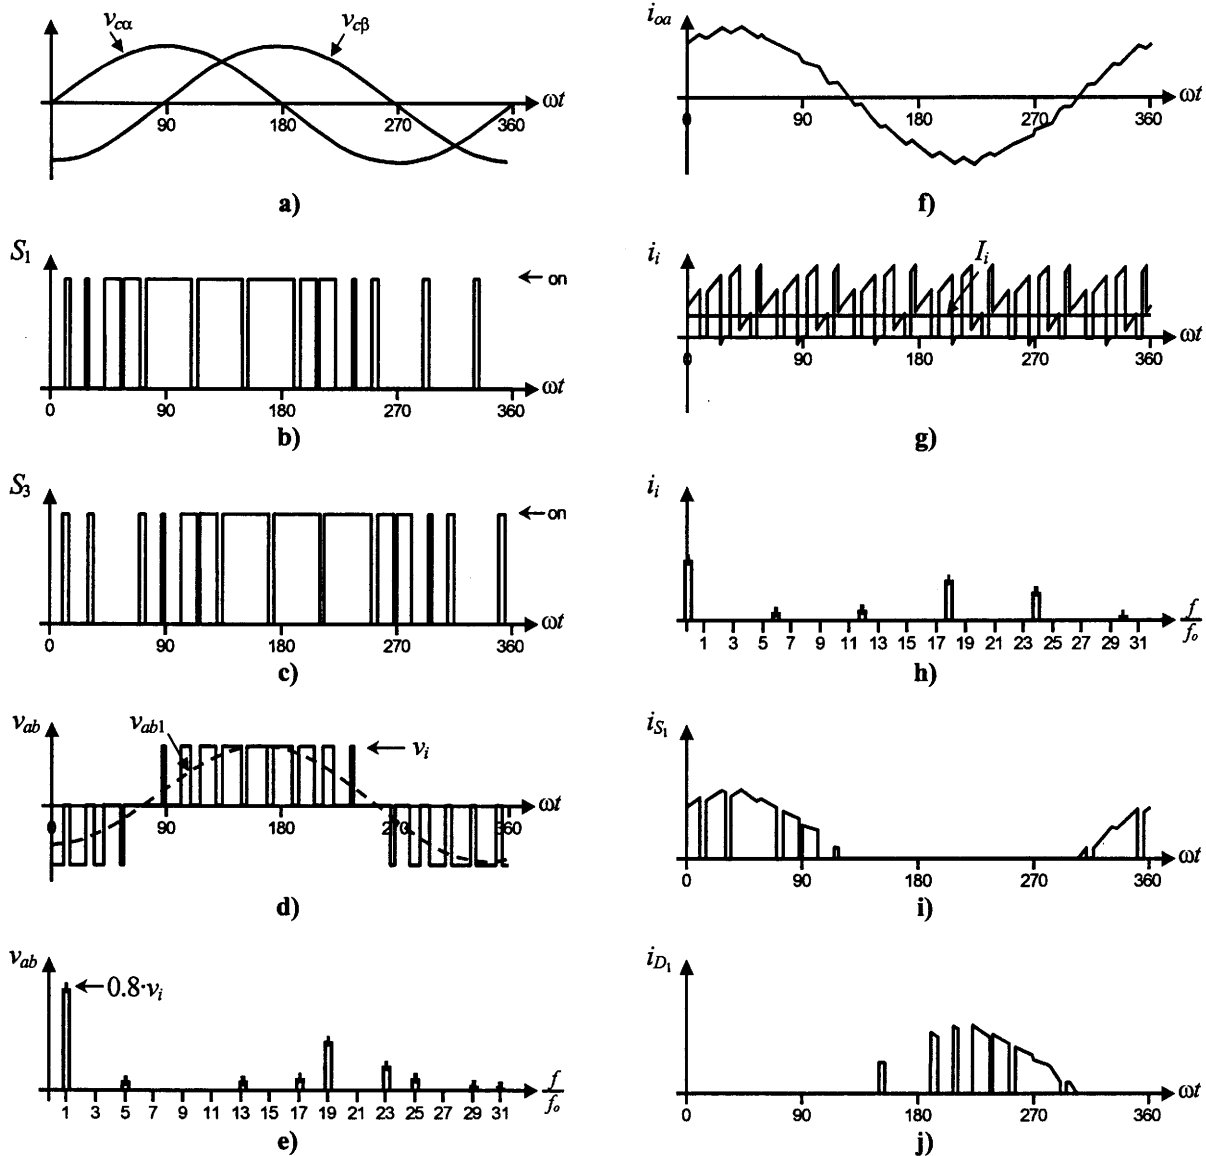 v_cα
v_cβ
ωt
90
180
270
360
a)
S₁
on
ωt
0
90
180
270
360
b)
S₃
on
ωt
0
90
180
270
360
c)
v_ab
v_ab1
v_i
ωt
0
90
180
270
360
d)
v_ab
0.8·v_i
f
f_o
1 3 5 7 9 11 13 15 17 19 21 23 25 27 29 31
e)
i_oa
ωt
0
90
180
270
360
f)
i_i
I_i
ωt
0
90
180
270
360
g)
i_i
f
f_o
1 3 5 7 9 11 13 15 17 19 21 23 25 27 29 31
h)
i_S₁
ωt
0
90
180
270
360
i)
i_D₁
ωt
0
90
180
270
360
j)